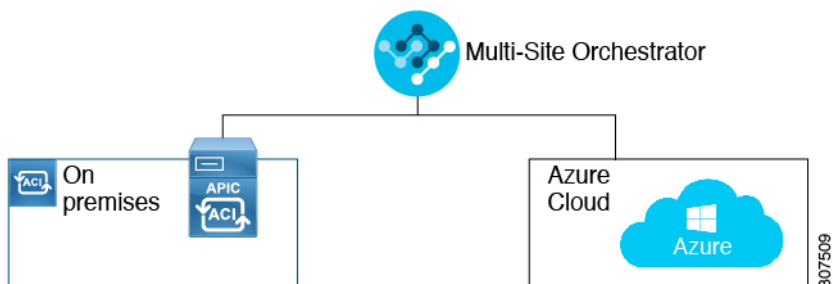 Multi-Site Orchestrator
ACI
On
premises
APIC
ACI
Azure
Cloud
Azure
307509